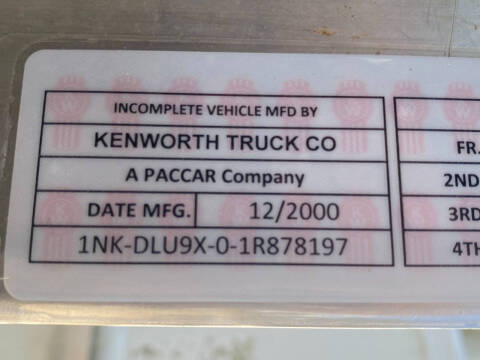 INCOMPLETE VEHICLE MFD BY
KENWORTH TRUCK CO
A PACCAR Company
DATE MFG. 12/2000
1NK-DLU9X-0-1R878197
FR.
2ND
3RD
4TH